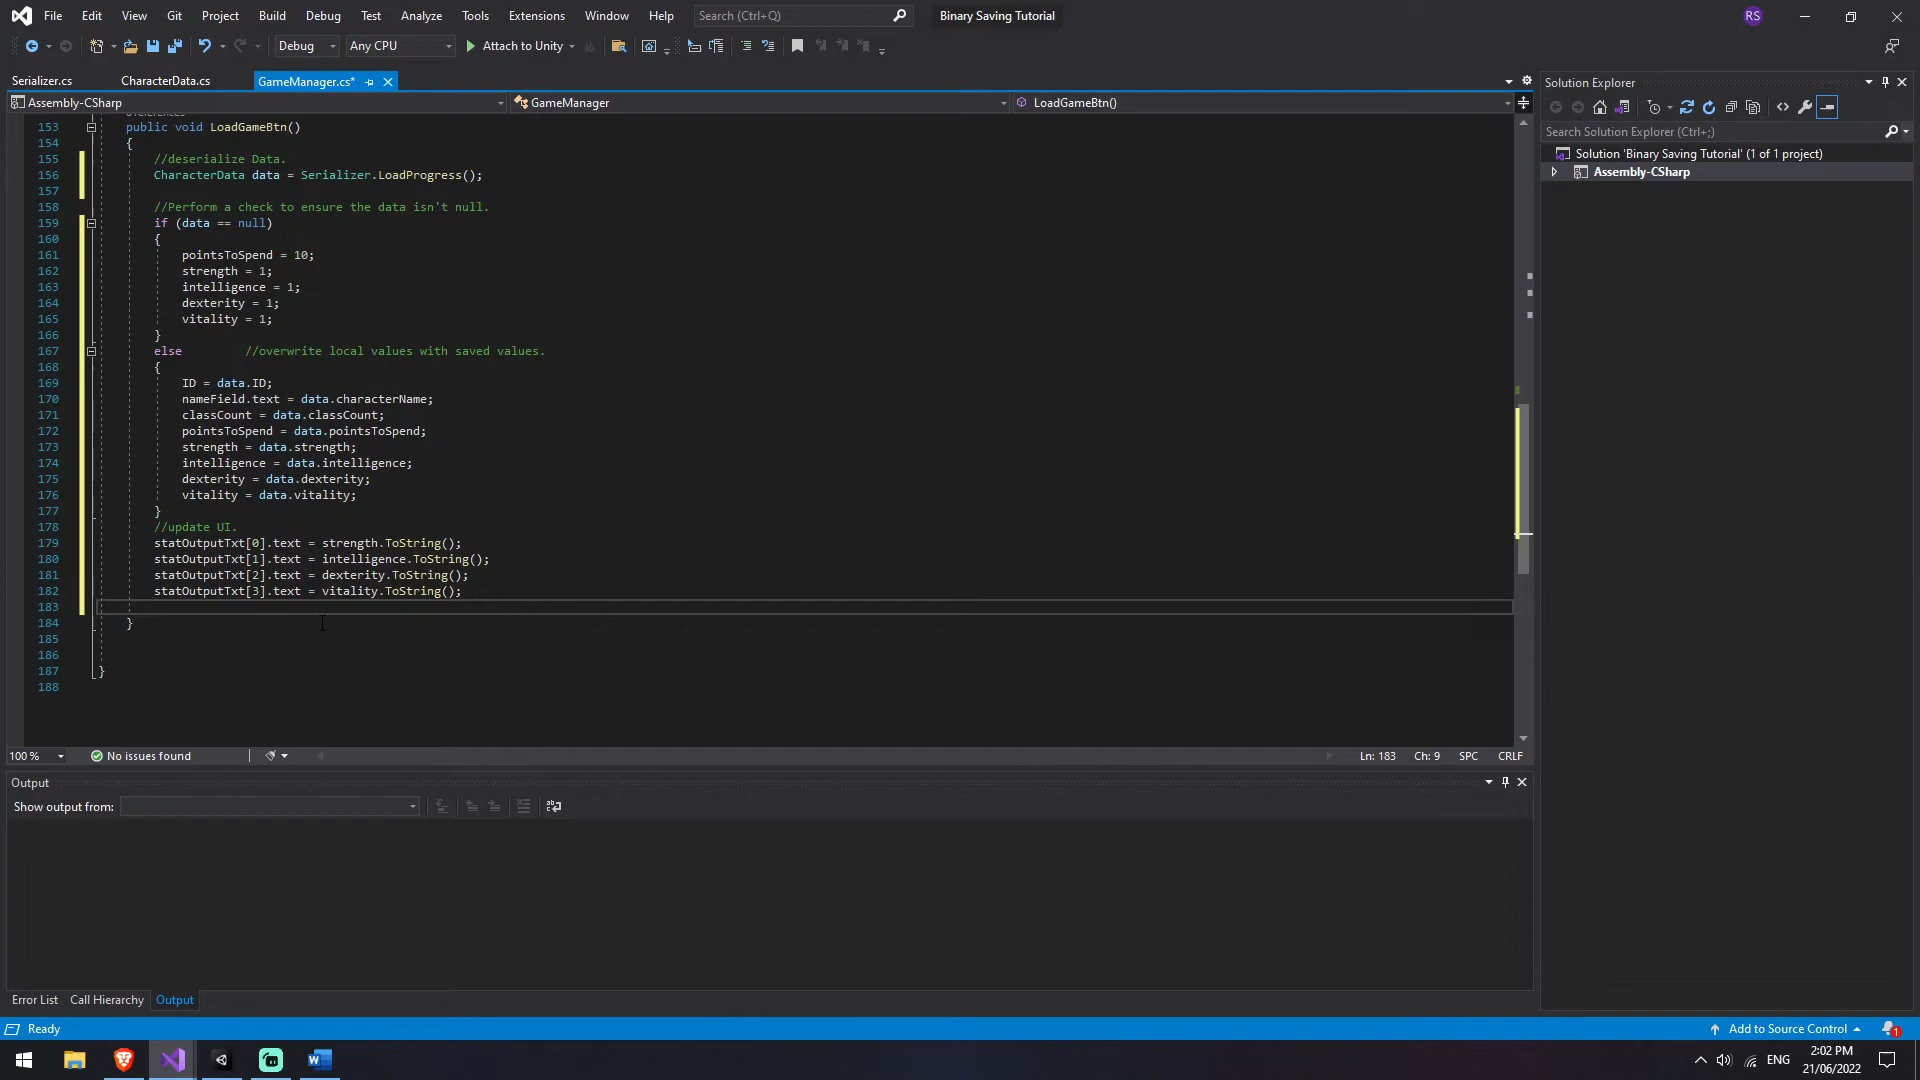 File Edit View Git Project Build Debug Test Analyze Tools Extensions Window Help Search (Ctrl+Q) Binary Saving Tutorial RS
Debug Any CPU Attach to Unity
Serializer.cs CharacterData.cs GameManager.cs*
Assembly-CSharp GameManager LoadGameBtn()
153 public void LoadGameBtn()
154 {
155 //deserialize Data.
156 CharacterData data = Serializer.LoadProgress();
157
158 //Perform a check to ensure the data isn't null.
159 if (data == null)
160 {
161 pointsToSpend = 10;
162 strength = 1;
163 intelligence = 1;
164 dexterity = 1;
165 vitality = 1;
166 }
167 else //overwrite local values with saved values.
168 {
169 ID = data.ID;
170 nameField.text = data.characterName;
171 classCount = data.classCount;
172 pointsToSpend = data.pointsToSpend;
173 strength = data.strength;
174 intelligence = data.intelligence;
175 dexterity = data.dexterity;
176 vitality = data.vitality;
177 }
178 //update UI.
179 statOutputTxt[0].text = strength.ToString();
180 statOutputTxt[1].text = intelligence.ToString();
181 statOutputTxt[2].text = dexterity.ToString();
182 statOutputTxt[3].text = vitality.ToString();
183
184 }
185
186
187 }
188
100 % No issues found Ln: 183 Ch: 9 SPC CRLF
Output
Show output from:
Error List Call Hierarchy Output
Solution Explorer
Search Solution Explorer (Ctrl+;)
Solution 'Binary Saving Tutorial' (1 of 1 project)
Assembly-CSharp
Ready Add to Source Control 1
ENG 2:02 PM
21/06/2022